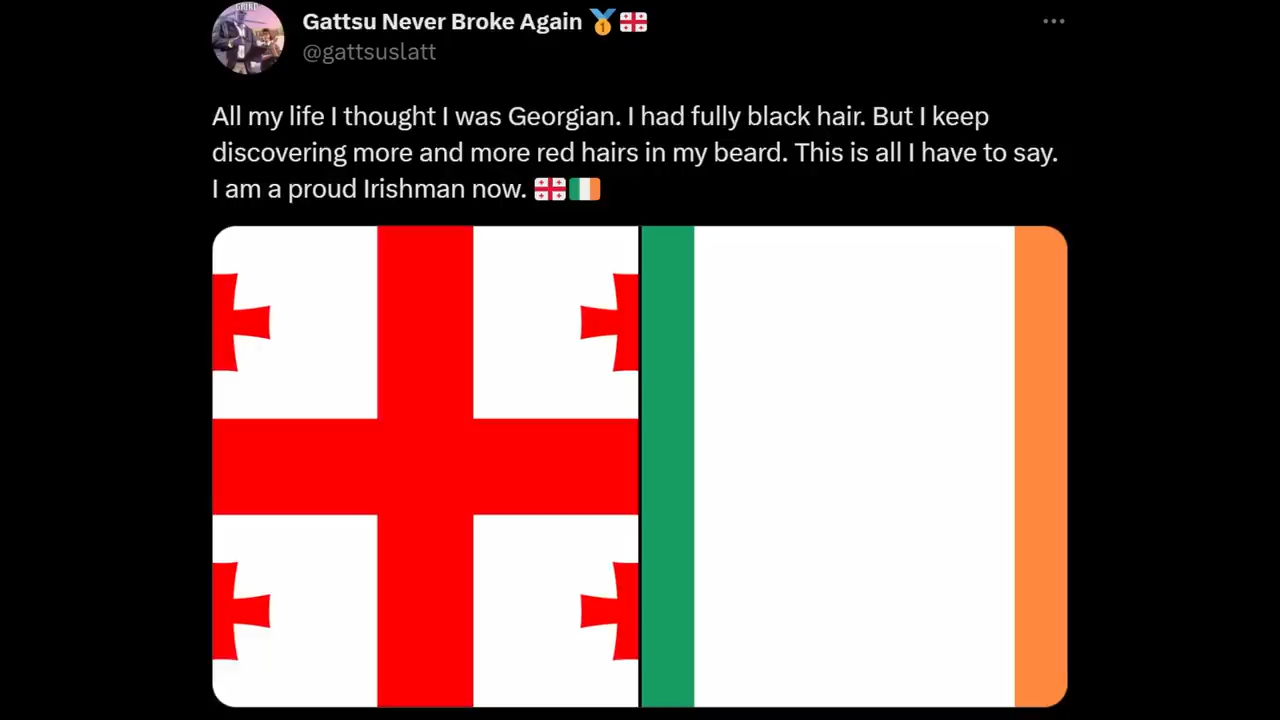 GRIND
Gattsu Never Broke Again 🥇🇬🇪
@gattsuslatt
All my life I thought I was Georgian. I had fully black hair. But I keep
discovering more and more red hairs in my beard. This is all I have to say.
I am a proud Irishman now. 🇬🇪🇮🇪